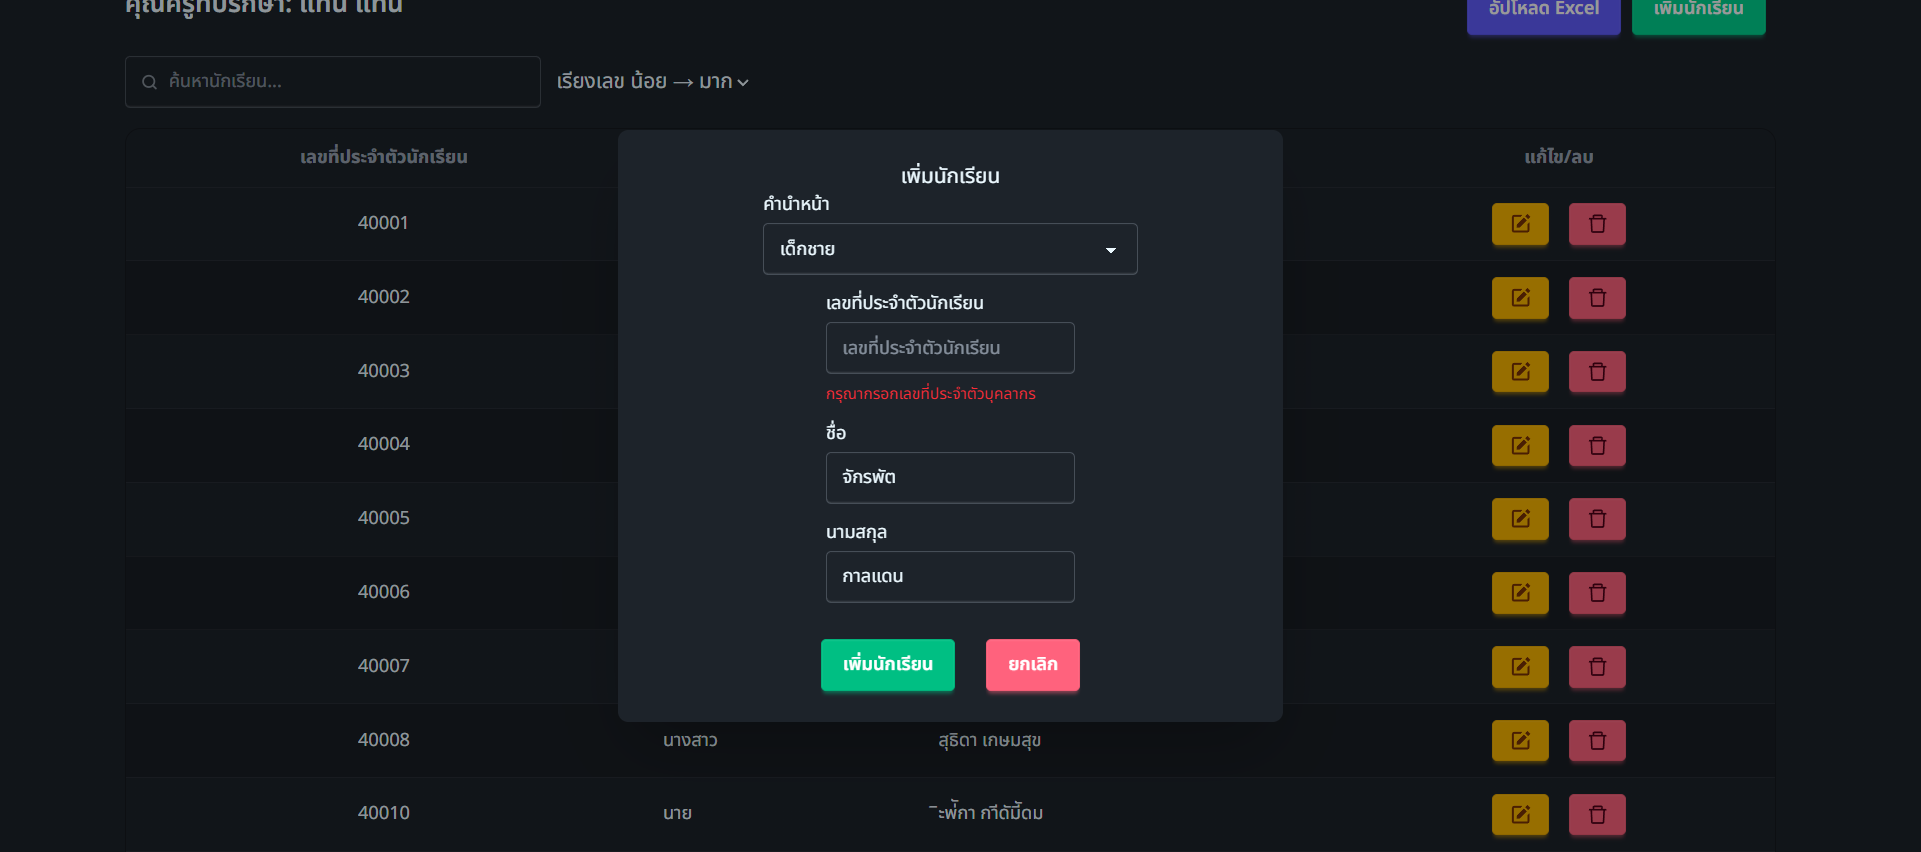 คุณครูที่ปรึกษา: แทน แทน
อัปโหลด Excel
เพิ่มนักเรียน
ค้นหานักเรียน...
เรียงเลข น้อย → มาก
เลขที่ประจำตัวนักเรียน
แก้ไข/ลบ
เพิ่มนักเรียน
คำนำหน้า
เด็กชาย
เลขที่ประจำตัวนักเรียน
เลขที่ประจำตัวนักเรียน
กรุณากรอกเลขที่ประจำตัวบุคลากร
ชื่อ
จักรพัต
นามสกุล
กาลแดน
เพิ่มนักเรียน
ยกเลิก
40001
40002
40003
40004
40005
40006
40007
40008 นางสาว สุธิดา เกษมสุข
40010 นาย